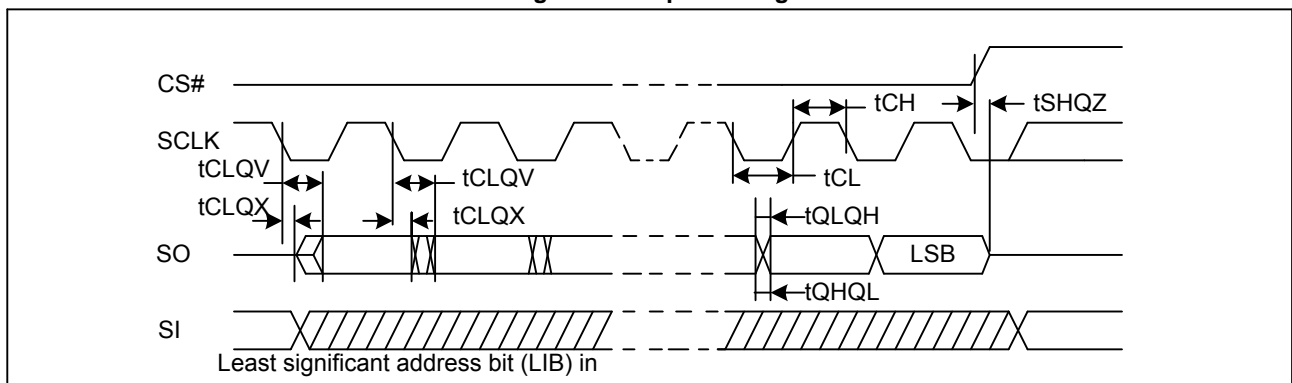 CS#
tCH
tSHQZ
SCLK
tCLQV
tCLQV
tCL
tCLQX
tCLQX
tQLQH
SO
LSB
tQHQL
SI
Least significant address bit (LIB) in